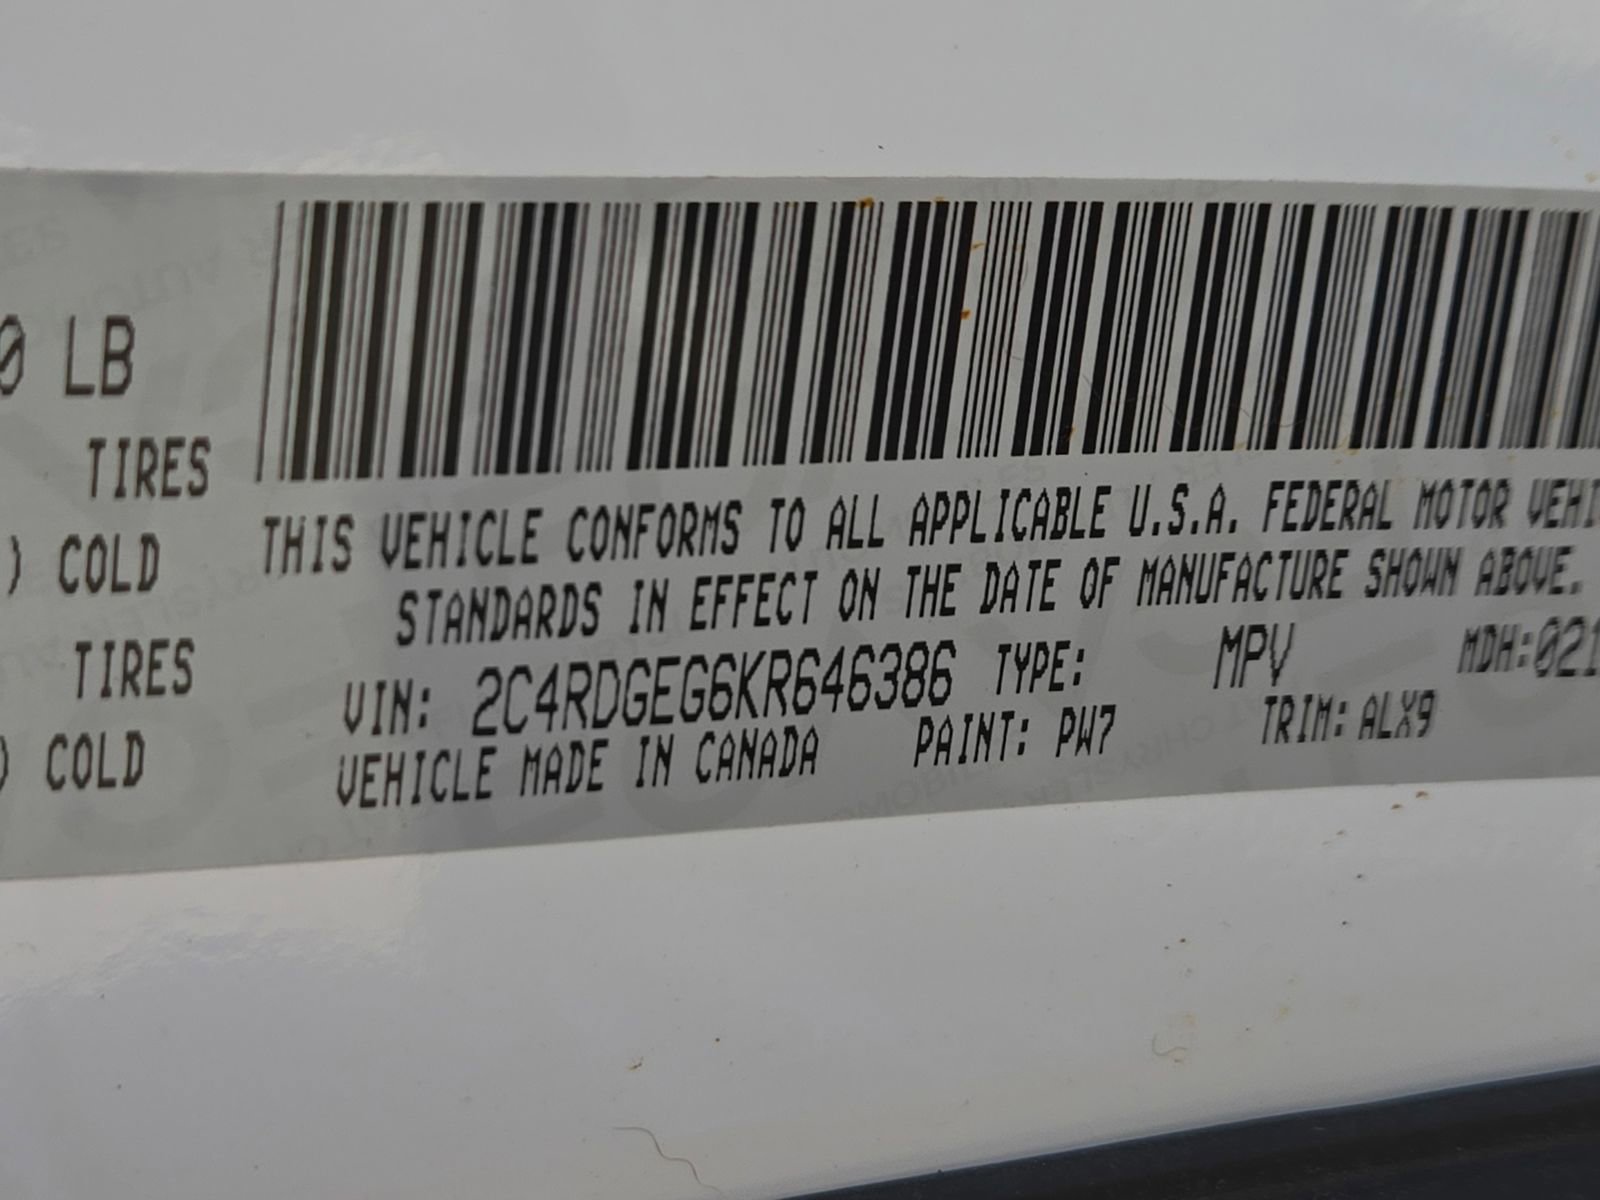 0 LB
TIRES
) COLD
TIRES
) COLD
THIS VEHICLE CONFORMS TO ALL APPLICABLE U.S.A. FEDERAL MOTOR VEHI
STANDARDS IN EFFECT ON THE DATE OF MANUFACTURE SHOWN ABOVE.
VIN: 2C4RDGEG6KR646386 TYPE: MPV MDH:021
VEHICLE MADE IN CANADA PAINT: PW7 TRIM: ALX9